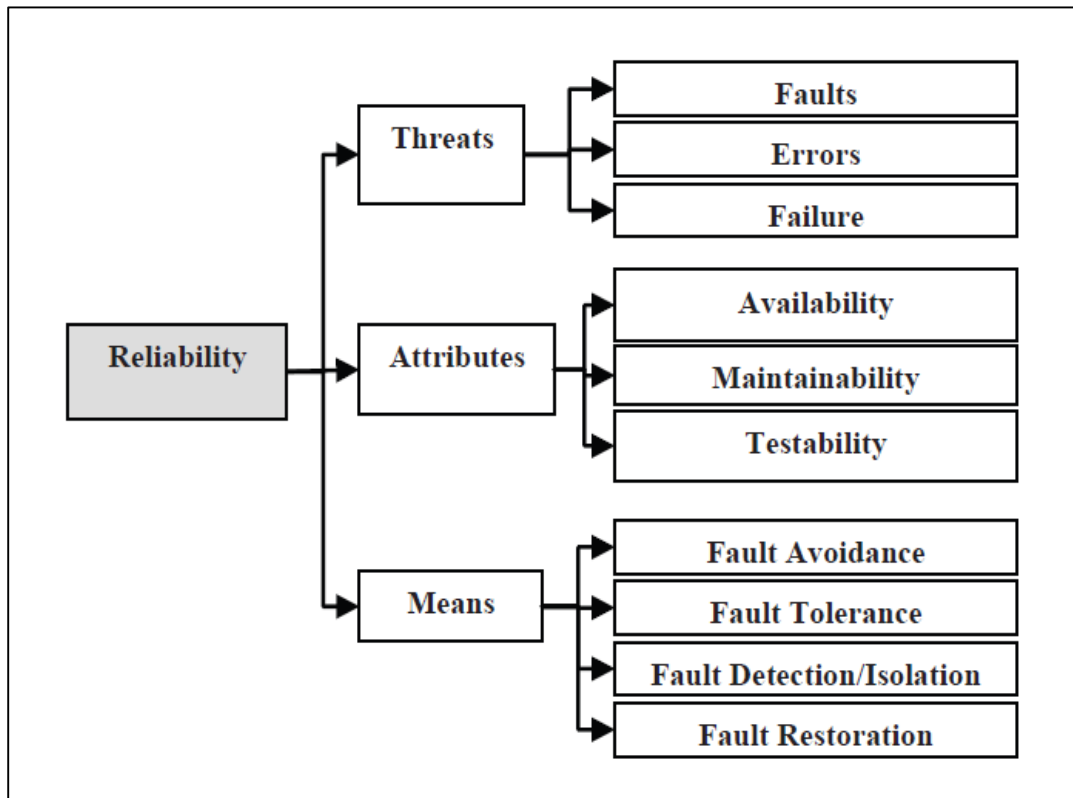 Reliability
Threats
Faults
Errors
Failure
Attributes
Availability
Maintainability
Testability
Means
Fault Avoidance
Fault Tolerance
Fault Detection/Isolation
Fault Restoration